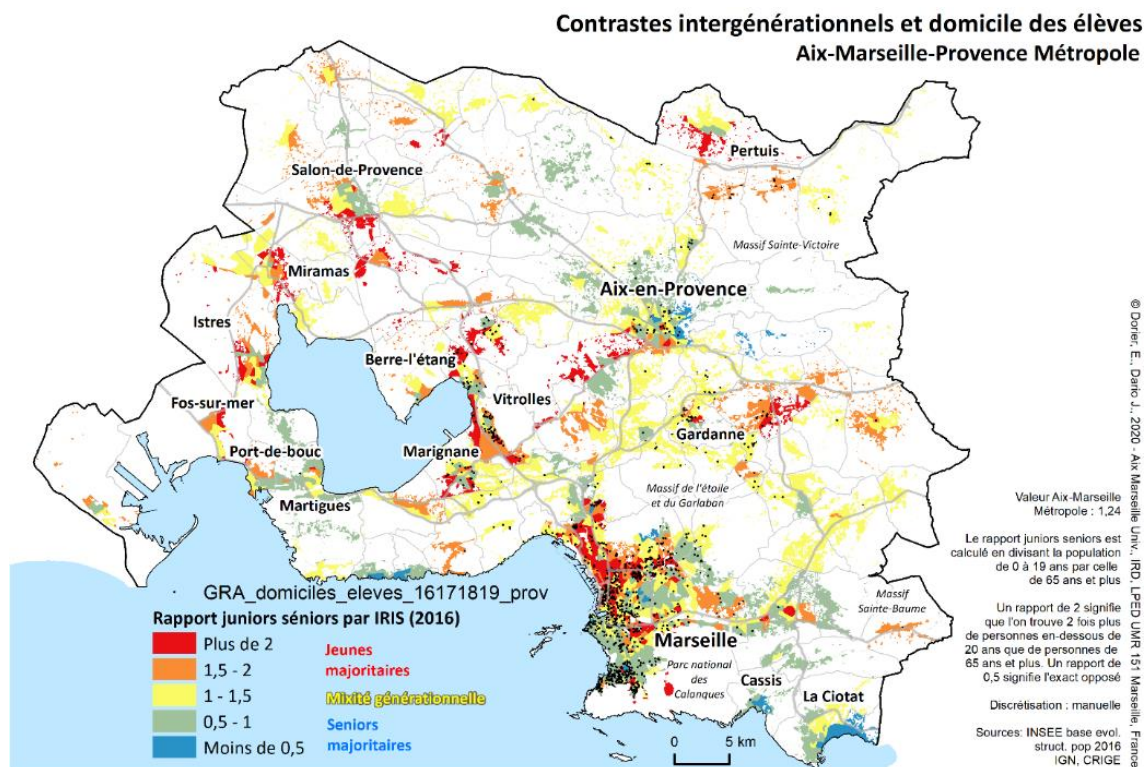 Contrastes intergénérationnels et domicile des élèves
Aix-Marseille-Provence Métropole
Pertuis
Salon-de-Provence
Massif Sainte-Victoire
Miramas
Aix-en-Provence
Istres
Berre-l'étang
Vitrolles
Fos-sur-mer
Gardanne
Port-de-bouc
Marignane
Massif de l'étoile
et du Garlaban
Martigues
Massif
Sainte-Baume
Marseille
Parc national
des
Calanques
Cassis
La Ciotat
0 5 km
GRA_domiciles_eleves_16171819_prov
Rapport juniors séniors par IRIS (2016)
Plus de 2
1,5 - 2
1 - 1,5
0,5 - 1
Moins de 0,5
Jeunes
majoritaires
Mixité générationnelle
Seniors
majoritaires
Valeur Aix-Marseille
Métropole : 1,24
Le rapport juniors seniors est
calculé en divisant la population
de 0 à 19 ans par celle
de 65 ans et plus
Un rapport de 2 signifie
que l'on trouve 2 fois plus
de personnes en-dessous de
20 ans que de personnes de
65 ans et plus. Un rapport de
0,5 signifie l'exact opposé
Discrétisation : manuelle
Sources: INSEE base evol.
struct. pop 2016
IGN, CRIGE
© Dorier, E., Dario J., 2020 - Aix Marseille Univ., IRD, LPED UMR 151 Marseille, France